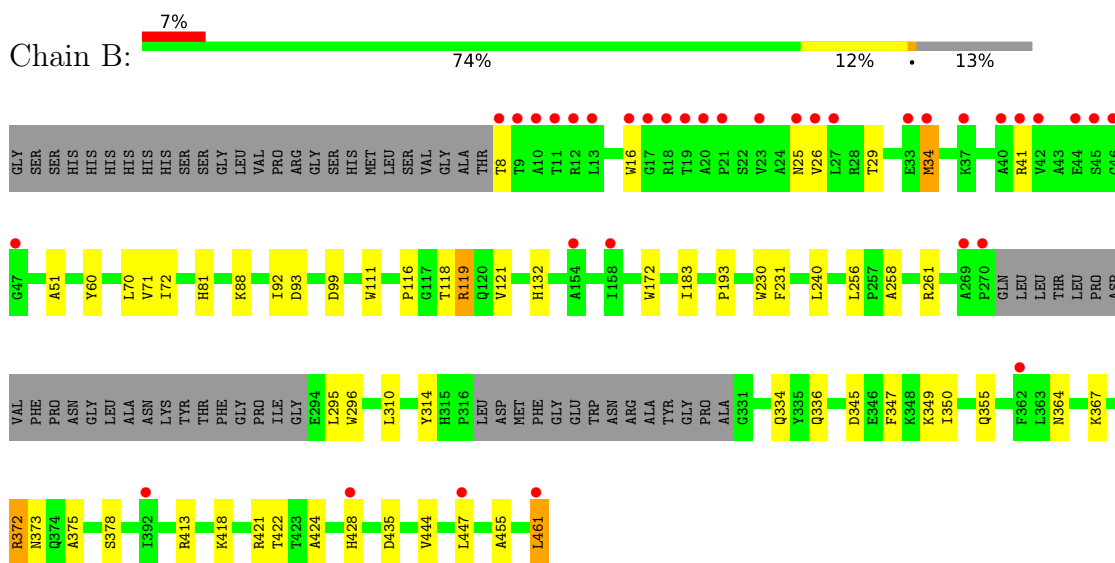 7%
Chain B:
74% 12% • 13%
GLY SER SER HIS HIS HIS HIS HIS HIS SER SER GLY LEU VAL PRO ARG GLY SER HIS MET LEU SER VAL GLY ALA THR T8 T9 A10 T11 R12 L13 W16 G17 R18 T19 A20 P21 S22 V23 A24 N25 V26 L27 R28 T29 E33 M34 K37 A40 R41 V42 A43 E44 S45 G46
G47 A51 Y60 L70 V71 I72 H81 K88 I92 D93 D99 W111 P116 G117 T118 R119 Q120 V121 H132 A154 I158 W172 I183 P193 W230 F231 L240 L256 P257 A258 R261 A269 P270 GLN LEU LEU THR LEU PRO ASP
VAL PHE PRO ASN GLY LEU ALA ASN LYS TYR THR PHE GLY PRO ILE GLY E294 L295 W296 L310 Y314 H315 P316 LEU ASP MET PHE GLY GLU TRP ASN ARG ALA TYR GLY PRO ALA G331 Q334 Y335 Q336 D345 E346 F347 K348 K349 I350 Q355 F362 L363 N364 K367
R372 N373 Q374 A375 S378 I392 R413 K418 R421 T422 T423 A424 H428 D435 V444 L447 A455 L461